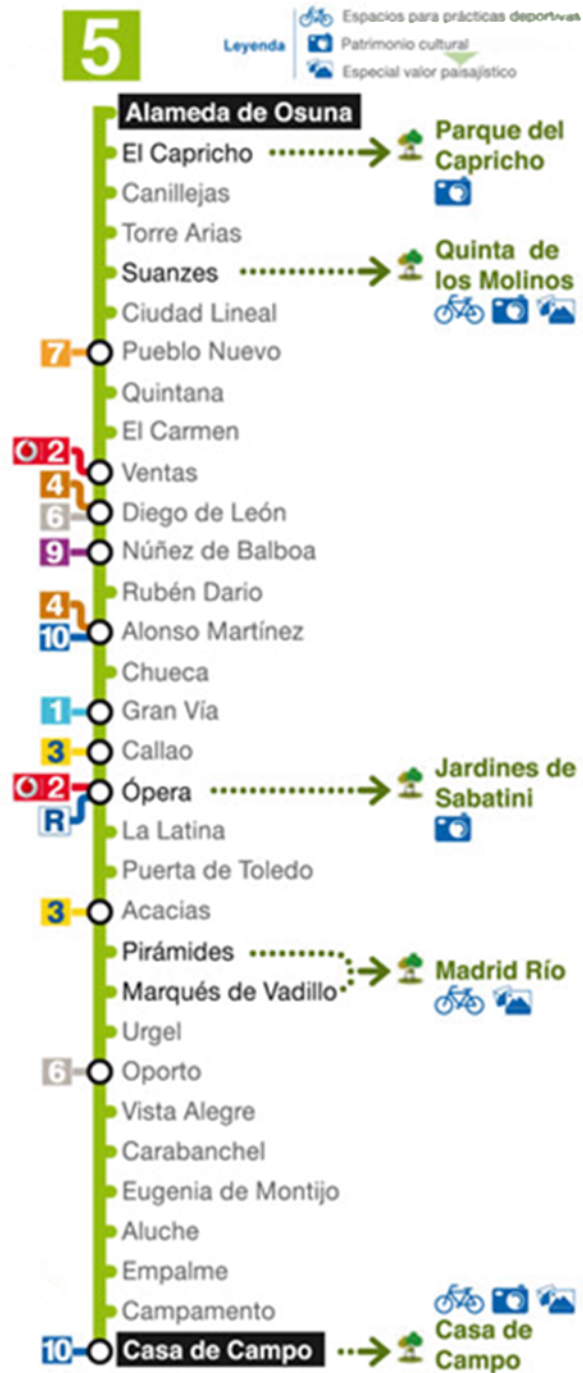 5
Leyenda
Espacios para prácticas deportivas
Patrimonio cultural
Especial valor paisajístico
Alameda de Osuna
El Capricho
Parque del
Capricho
Canillejas
Torre Arias
Suanzes
Quinta de
los Molinos
Ciudad Lineal
7 Pueblo Nuevo
Quintana
El Carmen
2 Ventas
4
6 Diego de León
9 Núñez de Balboa
Rubén Dario
4
10 Alonso Martínez
Chueca
1 Gran Vía
3 Callao
2 Ópera
R
Jardines de
Sabatini
La Latina
Puerta de Toledo
3 Acacias
Pirámides
Marqués de Vadillo
Madrid Río
Urgel
6 Oporto
Vista Alegre
Carabanchel
Eugenia de Montijo
Aluche
Empalme
Campamento
10 Casa de Campo
Casa de
Campo